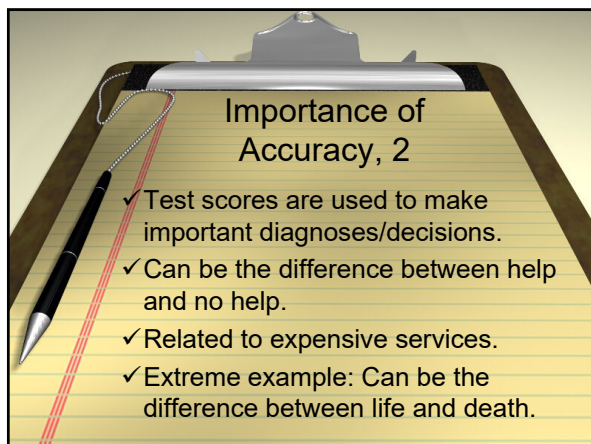 Importance of
Accuracy, 2
✓Test scores are used to make
important diagnoses/decisions.
✓Can be the difference between help
and no help.
✓Related to expensive services.
✓Extreme example: Can be the
difference between life and death.